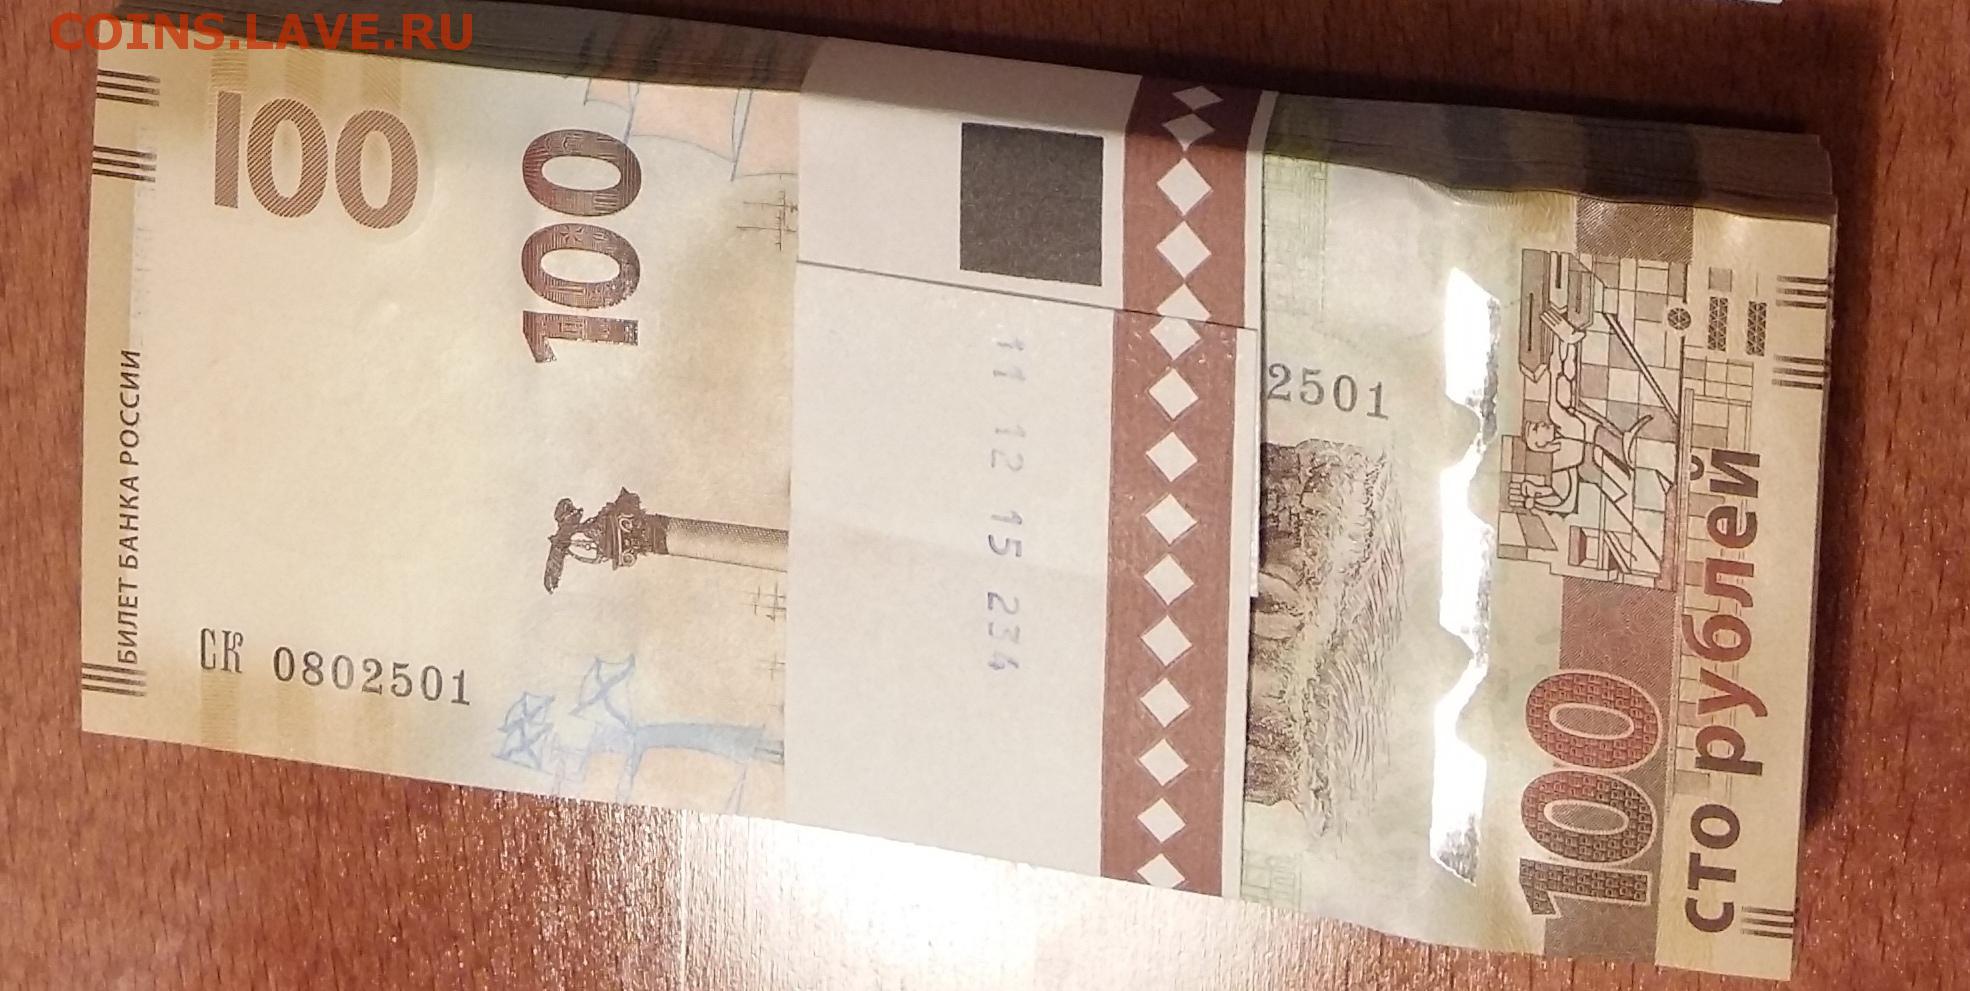 COINS.LAVE.RU
БИЛЕТ БАНКА РОССИИ
100
100
СК 0802501
11 12 15 234
2501
100
сто рублей